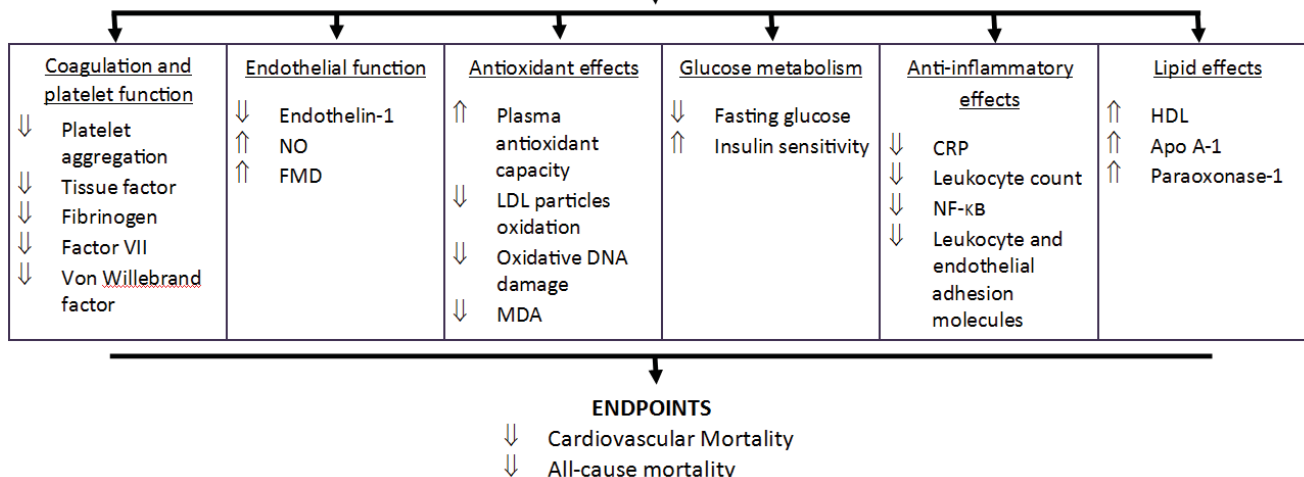 Coagulation and
platelet function
⇓ Platelet
aggregation
⇓ Tissue factor
⇓ Fibrinogen
⇓ Factor VII
⇓ Von Willebrand
factor
Endothelial function
⇓ Endothelin-1
⇑ NO
⇑ FMD
Antioxidant effects
⇑ Plasma
antioxidant
capacity
⇓ LDL particles
oxidation
⇓ Oxidative DNA
damage
⇓ MDA
Glucose metabolism
⇓ Fasting glucose
⇑ Insulin sensitivity
Anti-inflammatory
effects
⇓ CRP
⇓ Leukocyte count
⇓ NF-κB
⇓ Leukocyte and
endothelial
adhesion
molecules
Lipid effects
⇑ HDL
⇑ Apo A-1
⇑ Paraoxonase-1
ENDPOINTS
⇓ Cardiovascular Mortality
⇓ All-cause mortality